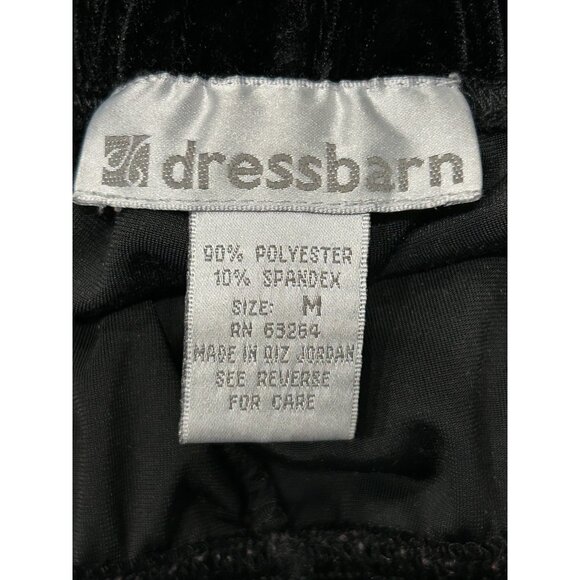 dressbarn
90% POLYESTER
10% SPANDEX
SIZE: M
RN 63264
MADE IN QIZ JORDAN
SEE REVERSE
FOR CARE